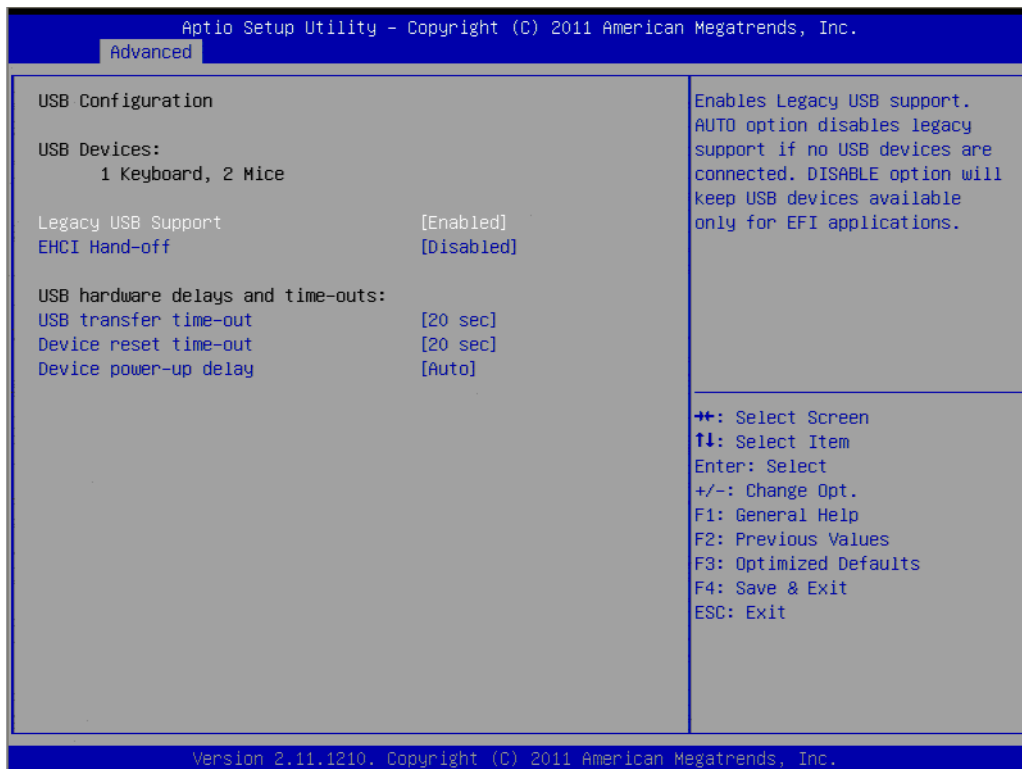 Aptio Setup Utility – Copyright (C) 2011 American Megatrends, Inc.
Advanced
USB Configuration
USB Devices:
1 Keyboard, 2 Mice
Legacy USB Support [Enabled]
EHCI Hand-off [Disabled]
USB hardware delays and time-outs:
USB transfer time-out [20 sec]
Device reset time-out [20 sec]
Device power-up delay [Auto]
Enables Legacy USB support.
AUTO option disables legacy
support if no USB devices are
connected. DISABLE option will
keep USB devices available
only for EFI applications.
→←: Select Screen
↑↓: Select Item
Enter: Select
+/-: Change Opt.
F1: General Help
F2: Previous Values
F3: Optimized Defaults
F4: Save & Exit
ESC: Exit
Version 2.11.1210. Copyright (C) 2011 American Megatrends, Inc.